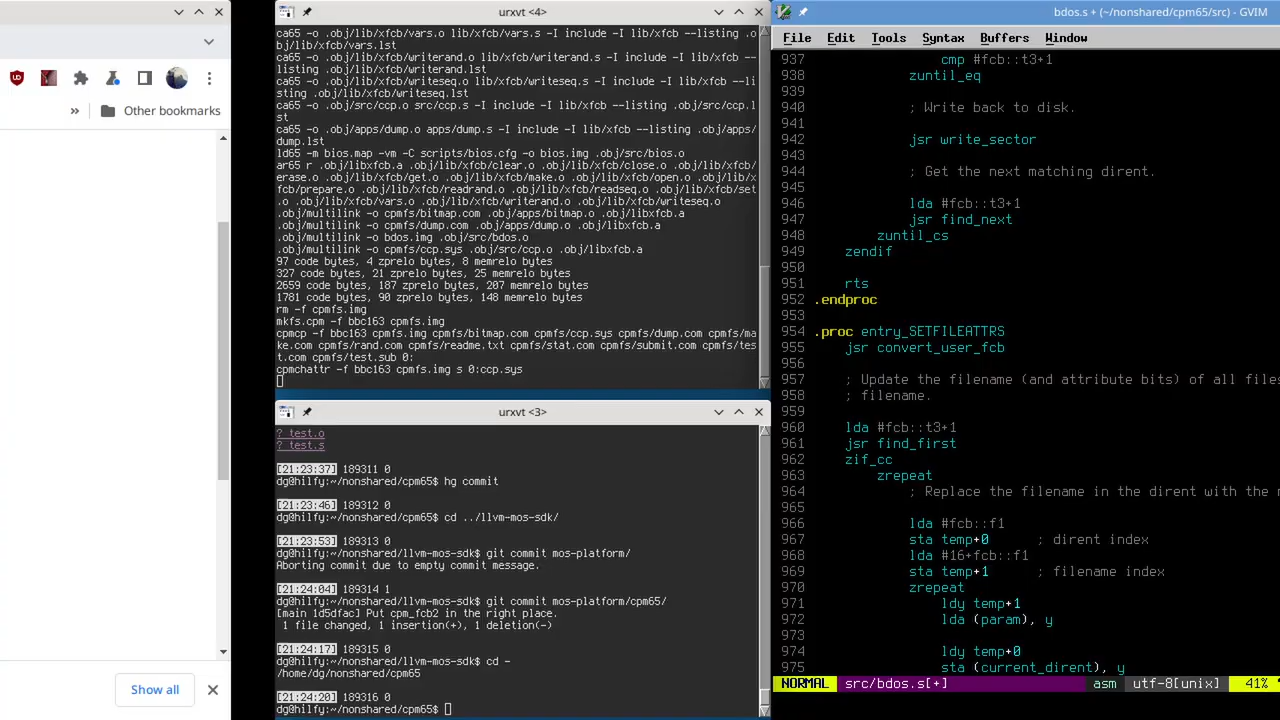 »
Other bookmarks
Show all
urxvt <4>
ca65 -o .obj/lib/xfcb/vars.o lib/xfcb/vars.s -I include -I lib/xfcb --listing .o
bj/lib/xfcb/vars.lst
ca65 -o .obj/lib/xfcb/writerand.o lib/xfcb/writerand.s -I include -I lib/xfcb --
listing .obj/lib/xfcb/writerand.lst
ca65 -o .obj/lib/xfcb/writeseq.o lib/xfcb/writeseq.s -I include -I lib/xfcb --li
sting .obj/lib/xfcb/writeseq.lst
ca65 -o .obj/src/ccp.o src/ccp.s -I include -I lib/xfcb --listing .obj/src/ccp.l
st
ca65 -o .obj/apps/dump.o apps/dump.s -I include -I lib/xfcb --listing .obj/apps/
dump.lst
ld65 -m bios.map -vm -C scripts/bios.cfg -o bios.img .obj/src/bios.o
ar65 r .obj/libxfcb.a .obj/lib/xfcb/clear.o .obj/lib/xfcb/close.o .obj/lib/xfcb/
erase.o .obj/lib/xfcb/get.o .obj/lib/xfcb/make.o .obj/lib/xfcb/open.o .obj/lib/x
fcb/prepare.o .obj/lib/xfcb/readrand.o .obj/lib/xfcb/readseq.o .obj/lib/xfcb/set
.o .obj/lib/xfcb/vars.o .obj/lib/xfcb/writerand.o .obj/lib/xfcb/writeseq.o
.obj/multilink -o cpmfs/bitmap.com .obj/apps/bitmap.o .obj/libxfcb.a
.obj/multilink -o cpmfs/dump.com .obj/apps/dump.o .obj/libxfcb.a
.obj/multilink -o bdos.img .obj/src/bdos.o
.obj/multilink -o cpmfs/ccp.sys .obj/src/ccp.o .obj/libxfcb.a
97 code bytes, 4 zprelo bytes, 8 memrelo bytes
327 code bytes, 21 zprelo bytes, 25 memrelo bytes
2659 code bytes, 187 zprelo bytes, 207 memrelo bytes
1781 code bytes, 90 zprelo bytes, 148 memrelo bytes
rm -f cpmfs.img
mkfs.cpm -f bbc163 cpmfs.img
cpmcp -f bbc163 cpmfs.img cpmfs/bitmap.com cpmfs/ccp.sys cpmfs/dump.com cpmfs/ma
ke.com cpmfs/rand.com cpmfs/readme.txt cpmfs/stat.com cpmfs/submit.com cpmfs/tes
t.com cpmfs/test.sub 0:
cpmchattr -f bbc163 cpmfs.img s 0:ccp.sys
urxvt <3>
? test.o
? test.s
[21:23:37] 189311 0
dg@hilfy:~/nonshared/cpm65$ hg commit
[21:23:46] 189312 0
dg@hilfy:~/nonshared/cpm65$ cd ../llvm-mos-sdk/
[21:23:53] 189313 0
dg@hilfy:~/nonshared/llvm-mos-sdk$ git commit mos-platform/
Aborting commit due to empty commit message.
[21:24:04] 189314 1
dg@hilfy:~/nonshared/llvm-mos-sdk$ git commit mos-platform/cpm65/
[main 1d5dfac] Put cpm_fcb2 in the right place.
1 file changed, 1 insertion(+), 1 deletion(-)
[21:24:17] 189315 0
dg@hilfy:~/nonshared/llvm-mos-sdk$ cd -
/home/dg/nonshared/cpm65
[21:24:20] 189316 0
dg@hilfy:~/nonshared/cpm65$
bdos.s + (~/nonshared/cpm65/src) - GVIM
File Edit Tools Syntax Buffers Window
937 cmp #fcb::t3+1
938 zuntil_eq
939
940 ; Write back to disk.
941
942 jsr write_sector
943
944 ; Get the next matching dirent.
945
946 lda #fcb::t3+1
947 jsr find_next
948 zuntil_cs
949 zendif
950
951 rts
952 .endproc
953
954 .proc entry_SETFILEATTRS
955 jsr convert_user_fcb
956
957 ; Update the filename (and attribute bits) of all files
958 ; filename.
959
960 lda #fcb::t3+1
961 jsr find_first
962 zif_cc
963 zrepeat
964 ; Replace the filename in the dirent with the
965
966 lda #fcb::f1
967 sta temp+0 ; dirent index
968 lda #16+fcb::f1
969 sta temp+1 ; filename index
970 zrepeat
971 ldy temp+1
972 lda (param), y
973
974 ldy temp+0
975 sta (current_dirent), y
NORMAL src/bdos.s[+] asm utf-8[unix] 41%